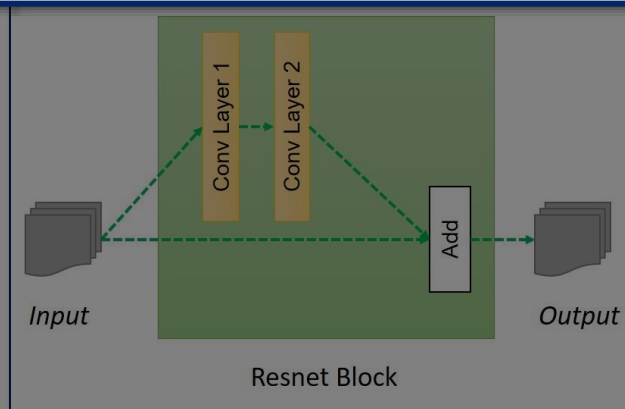 Conv Layer 1
Conv Layer 2
Add
Input
Output
Resnet Block